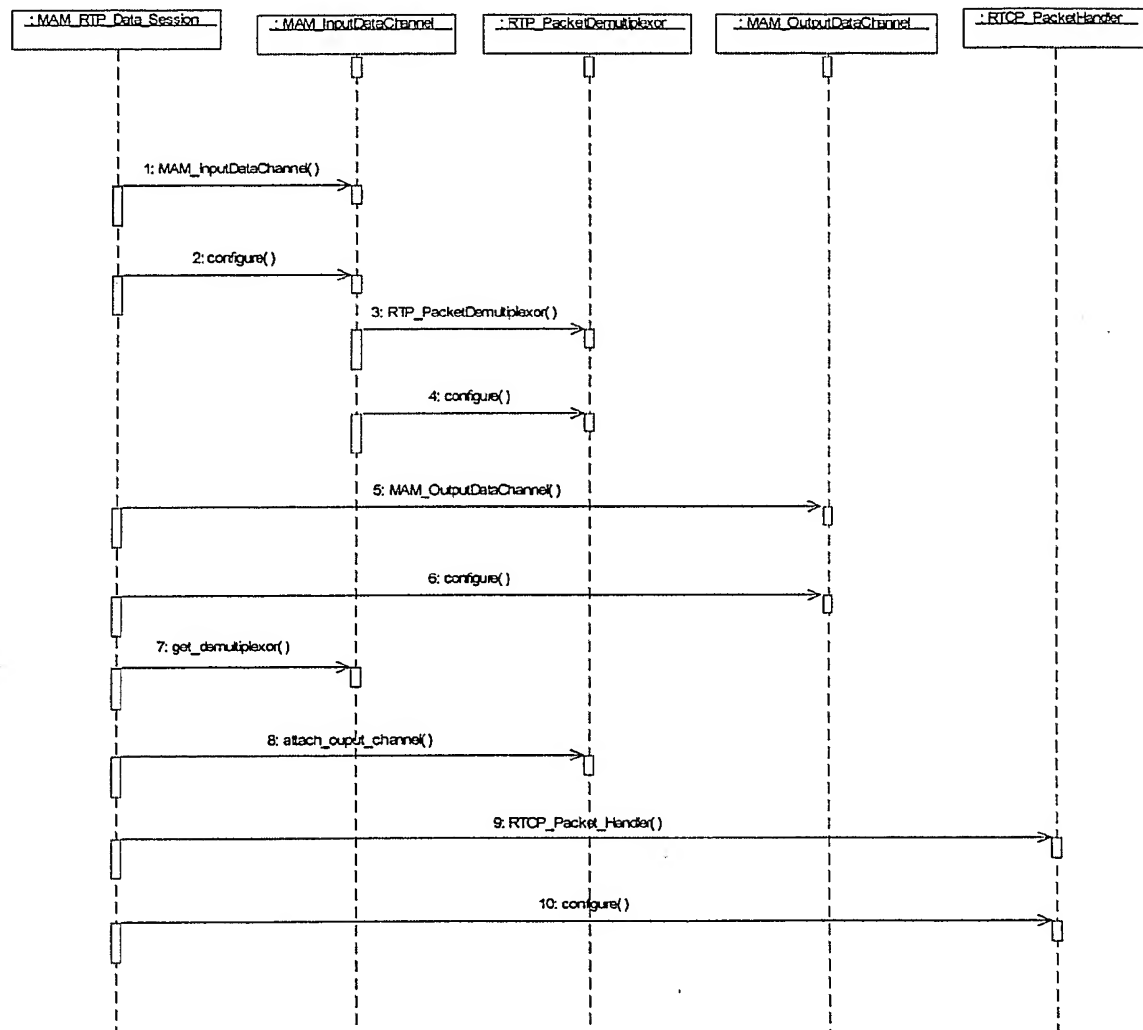 : MAM_RTP_Data_Session
: MAM_InputDataChannel
: RTP_PacketDemultiplexor
: MAM_OutputDataChannel
: RTCP_PacketHandler
1: MAM_InputDataChannel( )
2: configure( )
3: RTP_PacketDemultiplexor( )
4: configure( )
5: MAM_OutputDataChannel( )
6: configure( )
7: get_demultiplexor( )
8: attach_ouput_channel( )
9: RTCP_Packet_Handler( )
10: configure( )